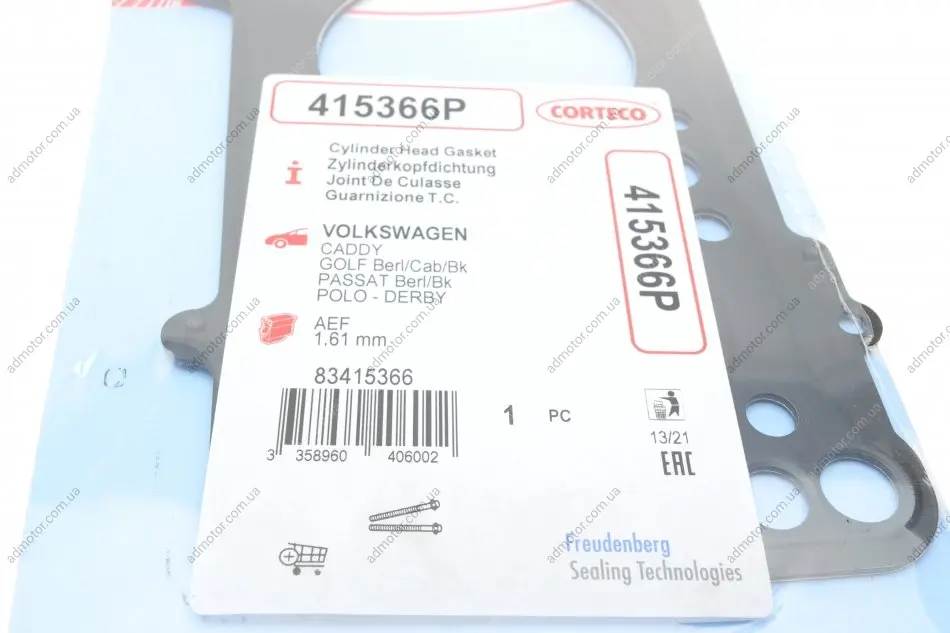 415366P
CORTECO
Cylinder Head Gasket
Zylinderkopfdichtung
Joint De Culasse
Guarnizione T.C.
415366P
VOLKSWAGEN
CADDY
GOLF Berl/Cab/Bk
PASSAT Berl/Bk
POLO - DERBY
AEF
1,61 mm
83415366
3 358960 406002
1 PC
13/21
EAC
Freudenberg
Sealing Technologies
admotor.com.ua